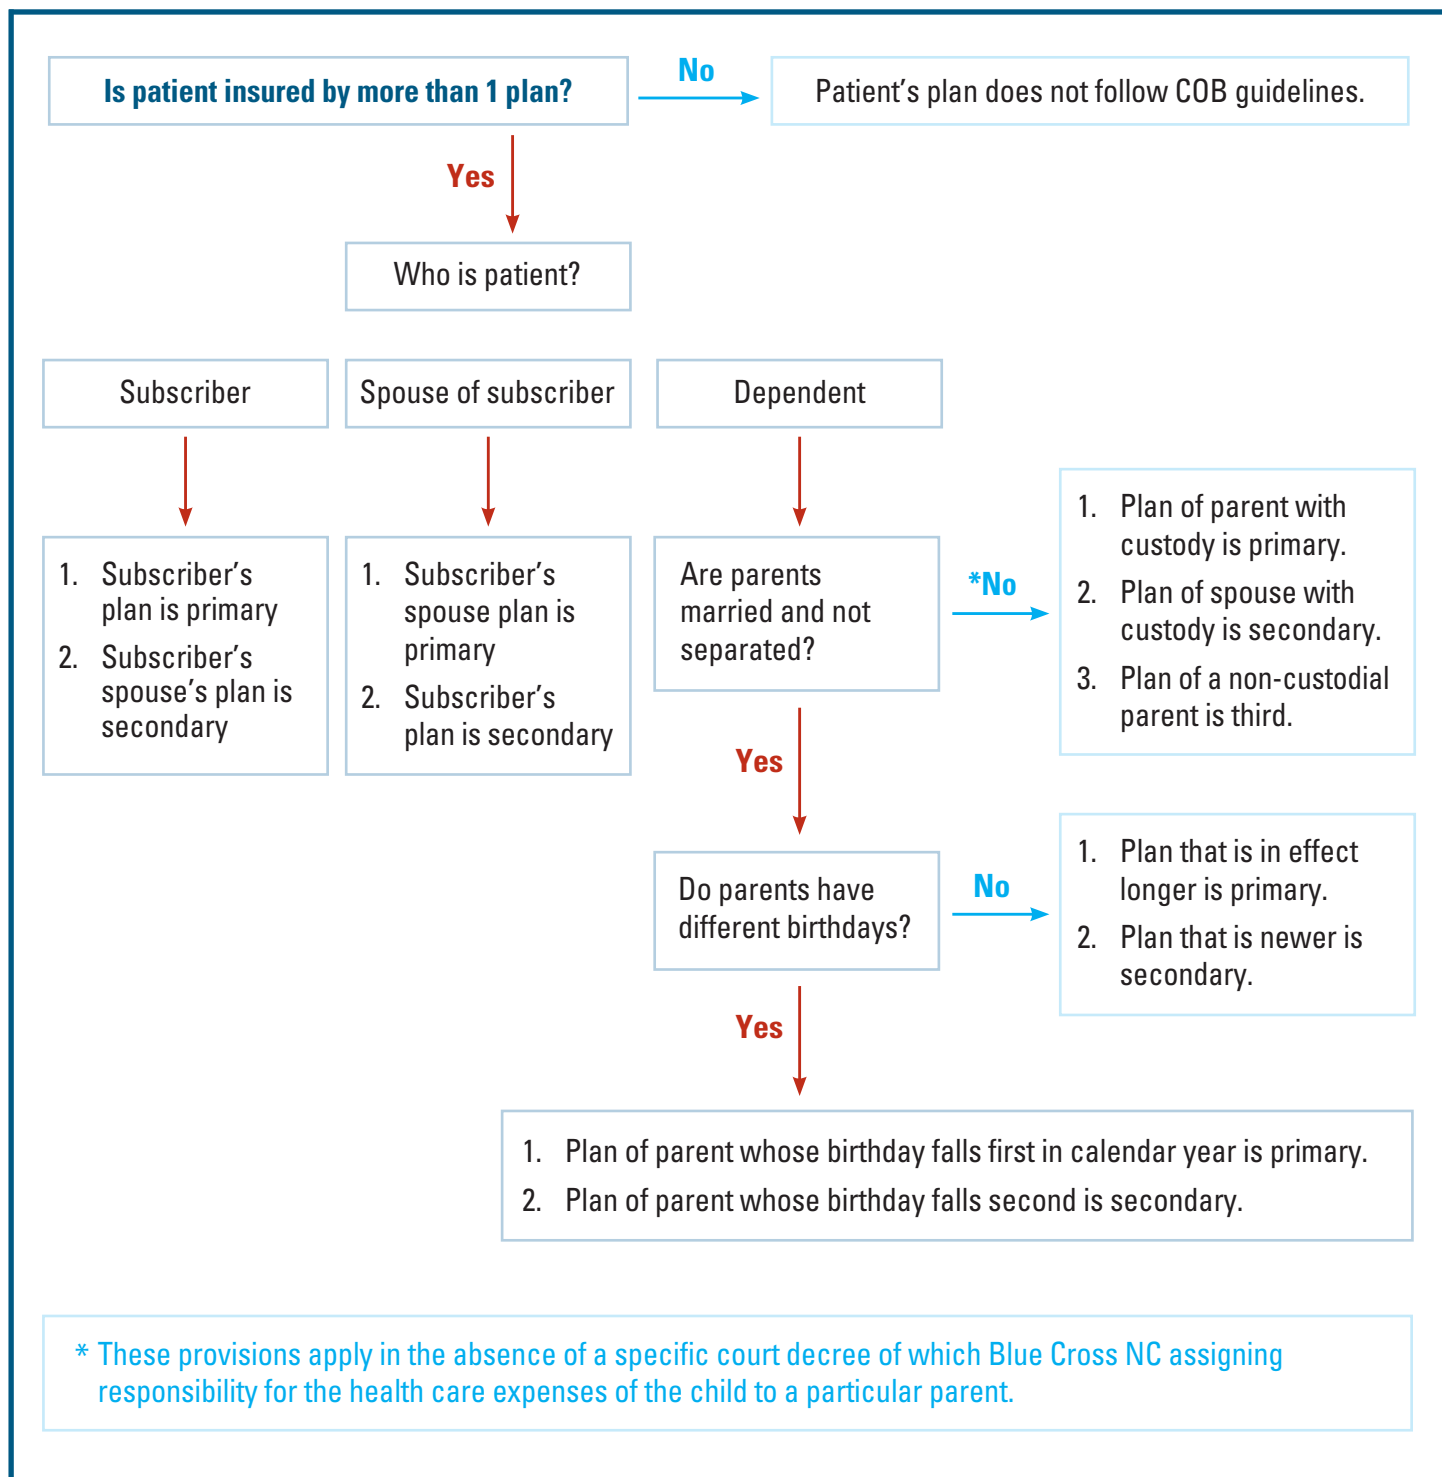 Is patient insured by more than 1 plan?
No
Patient's plan does not follow COB guidelines.
Yes
Who is patient?
Subscriber
Spouse of subscriber
Dependent
1. Subscriber's
plan is primary
2. Subscriber's
spouse's plan is
secondary
1. Subscriber's
spouse plan is
primary
2. Subscriber's
plan is secondary
Are parents
married and not
separated?
*No
1. Plan of parent with
custody is primary.
2. Plan of spouse with
custody is secondary.
3. Plan of a non-custodial
parent is third.
Yes
Do parents have
different birthdays?
No
1. Plan that is in effect
longer is primary.
2. Plan that is newer is
secondary.
Yes
1. Plan of parent whose birthday falls first in calendar year is primary.
2. Plan of parent whose birthday falls second is secondary.
* These provisions apply in the absence of a specific court decree of which Blue Cross NC assigning
responsibility for the health care expenses of the child to a particular parent.